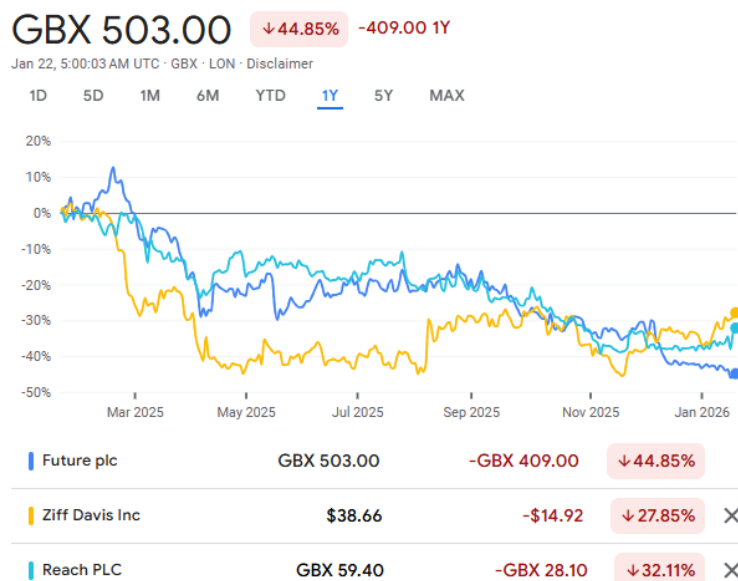 GBX 503.00 ↓44.85% -409.00 1Y
Jan 22, 5:00:03 AM UTC · GBX · LON · Disclaimer
1D 5D 1M 6M YTD 1Y 5Y MAX
20%
10%
0%
-10%
-20%
-30%
-40%
-50%
Mar 2025 May 2025 Jul 2025 Sep 2025 Nov 2025 Jan 2026
Future plc GBX 503.00 -GBX 409.00 ↓44.85%
Ziff Davis Inc $38.66 -$14.92 ↓27.85%
Reach PLC GBX 59.40 -GBX 28.10 ↓32.11%